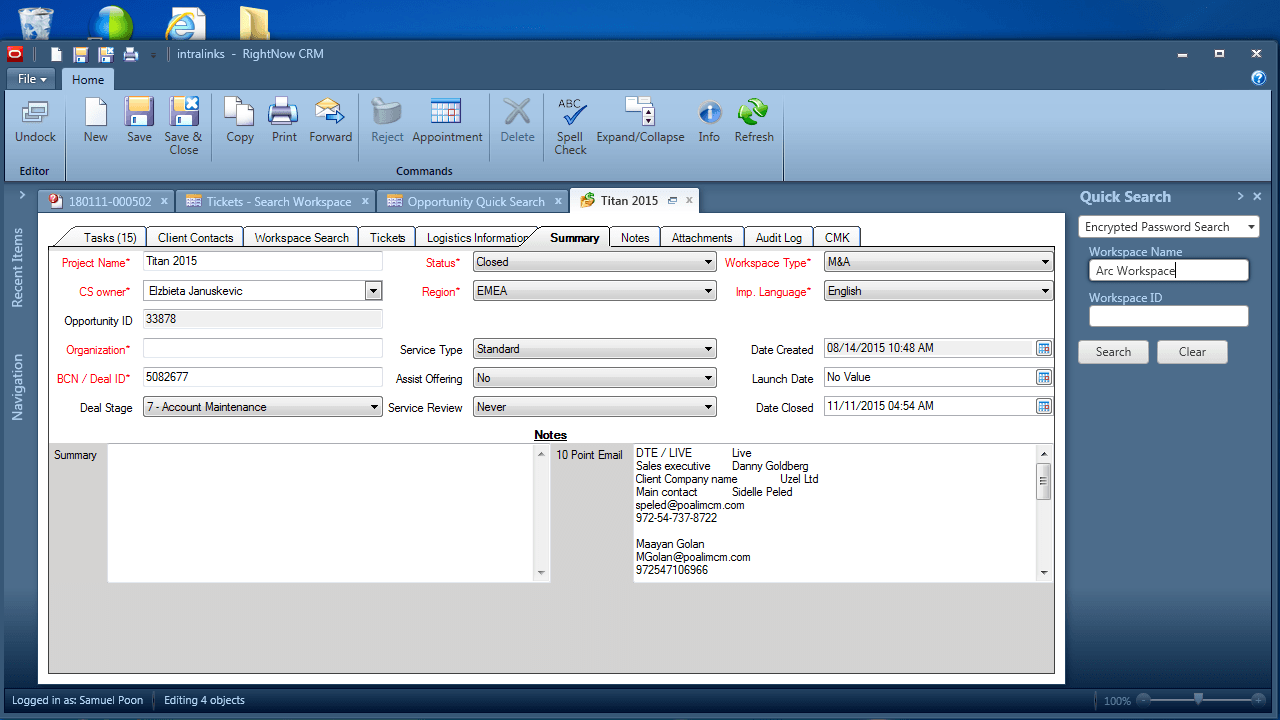 intralinks - RightNow CRM
File
Home
Undock
New
Save
Save & Close
Copy
Print
Forward
Reject
Appointment
Delete
ABC
Spell Check
Expand/Collapse
Info
Refresh
Editor
Commands
180111-000502
Tickets - Search Workspace
Opportunity Quick Search
Titan 2015
Recent Items
Navigation
Tasks (15)
Client Contacts
Workspace Search
Tickets
Logistics Information
Summary
Notes
Attachments
Audit Log
CMK
Project Name* Titan 2015
Status* Closed
Workspace Type* M&A
CS owner* Elzbieta Januskevic
Region* EMEA
Imp. Language* English
Opportunity ID 33878
Organization*
Service Type Standard
Date Created 08/14/2015 10:48 AM
BCN / Deal ID* 5082677
Assist Offering No
Launch Date No Value
Deal Stage 7 - Account Maintenance
Service Review Never
Date Closed 11/11/2015 04:54 AM
Notes
Summary
10 Point Email
DTE / LIVE Live
Sales executive Danny Goldberg
Client Company name Uzel Ltd
Main contact Sidelle Peled
speled@poalimcm.com
972-54-737-8722
Maayan Golan
MGolan@poalimcm.com
972547106966
Quick Search
Encrypted Password Search
Workspace Name
Arc Workspace
Workspace ID
Search
Clear
Logged in as: Samuel Poon
Editing 4 objects
100%